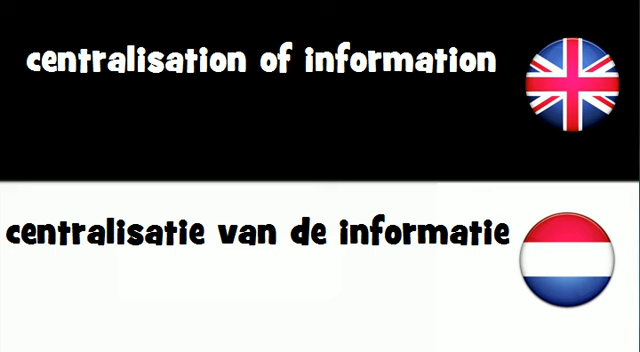 centralisation of information
centralisatie van de informatie